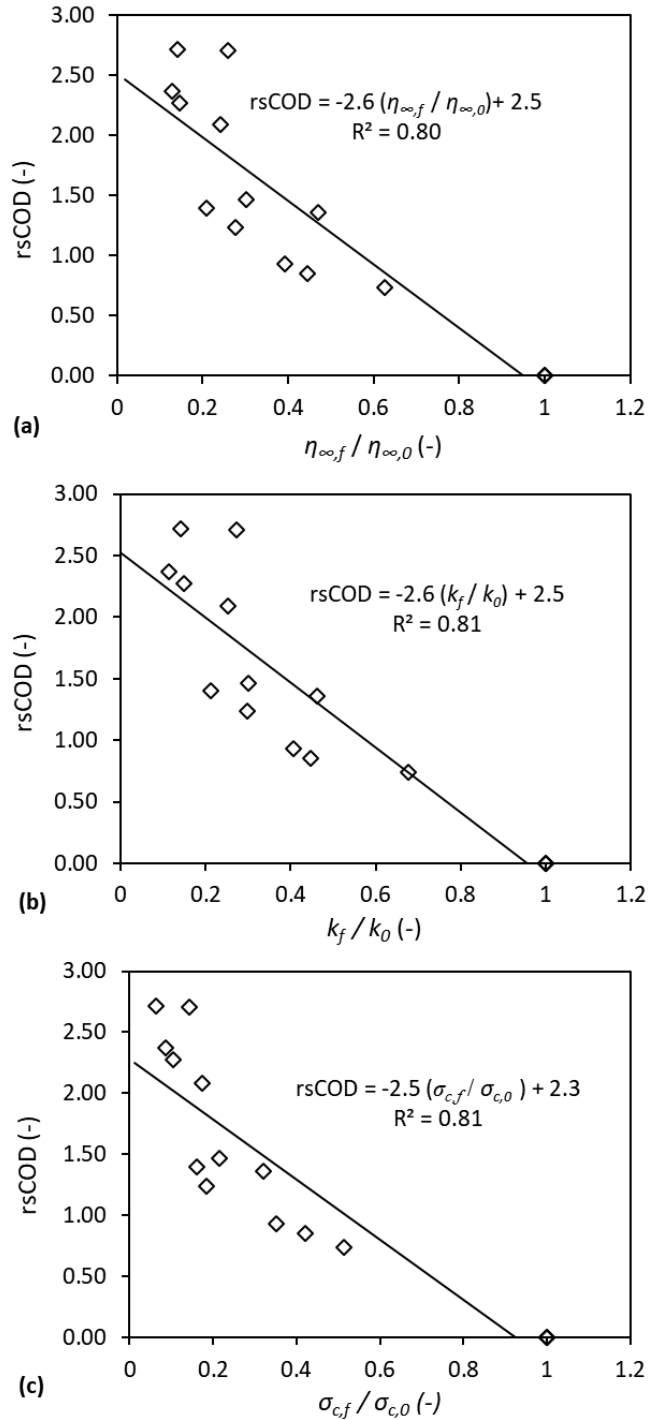 3.00
2.50
2.00
1.50
1.00
0.50
0.00
rsCOD (-)
rsCOD = -2.6 (η∞,f / η∞,0)+ 2.5
R² = 0.80
0 0.2 0.4 0.6 0.8 1 1.2
(a)
η∞,f / η∞,0 (-)
3.00
2.50
2.00
1.50
1.00
0.50
0.00
rsCOD (-)
rsCOD = -2.6 (kf / k0) + 2.5
R² = 0.81
0 0.2 0.4 0.6 0.8 1 1.2
(b)
kf / k0 (-)
3.00
2.50
2.00
1.50
1.00
0.50
0.00
rsCOD (-)
rsCOD = -2.5 (σc,f / σc,0 ) + 2.3
R² = 0.81
0 0.2 0.4 0.6 0.8 1 1.2
(c)
σc,f / σc,0 (-)